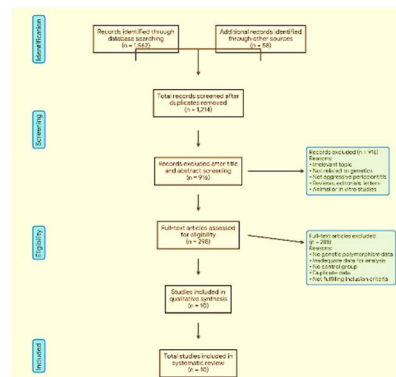 Identification
Records identified through
database searching
(n = 1,562)
Additional records identified
through other sources
(n = 58)
Total records screened after
duplicates removed
(n = 1,214)
Screening
Records excluded after title
and abstract screening
(n = 916)
Records excluded (n = 916)
Reasons:
• Irrelevant topic
• Not related to genetics
• Not aggressive periodontitis
• Reviews, editorials, letters
• Animal or in vitro studies
Eligibility
Full-text articles assessed
for eligibility
(n = 298)
Full-text articles excluded
(n = 288)
Reasons:
• No genetic polymorphism data
• Inadequate data for analysis
• No control group
• Duplicate data
• Not fulfilling inclusion criteria
Studies included in
qualitative synthesis
(n = 10)
Included
Total studies included in
systematic review
(n = 10)